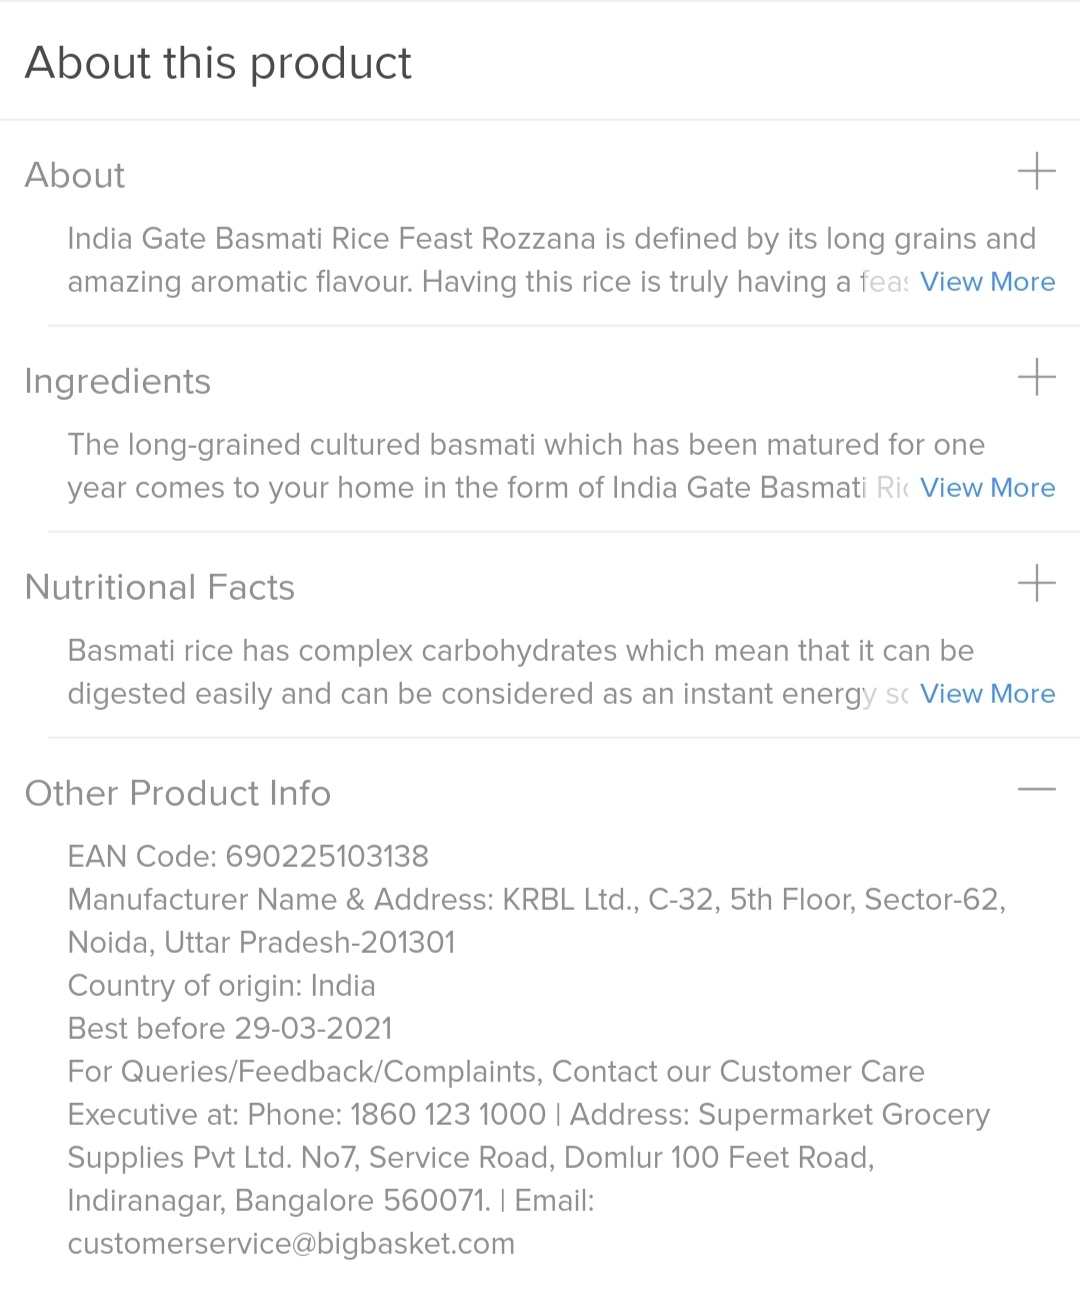 About this product
About
India Gate Basmati Rice Feast Rozzana is defined by its long grains and
amazing aromatic flavour. Having this rice is truly having a View More
Ingredients
The long-grained cultured basmati which has been matured for one
year comes to your home in the form of India Gate Basmati View More
Nutritional Facts
Basmati rice has complex carbohydrates which mean that it can be
digested easily and can be considered as an instant energy View More
Other Product Info
EAN Code: 690225103138
Manufacturer Name & Address: KRBL Ltd., C-32, 5th Floor, Sector-62,
Noida, Uttar Pradesh-201301
Country of origin: India
Best before 29-03-2021
For Queries/Feedback/Complaints, Contact our Customer Care
Executive at: Phone: 1860 123 1000 | Address: Supermarket Grocery
Supplies Pvt Ltd. No7, Service Road, Domlur 100 Feet Road,
Indiranagar, Bangalore 560071. | Email:
customerservice@bigbasket.com